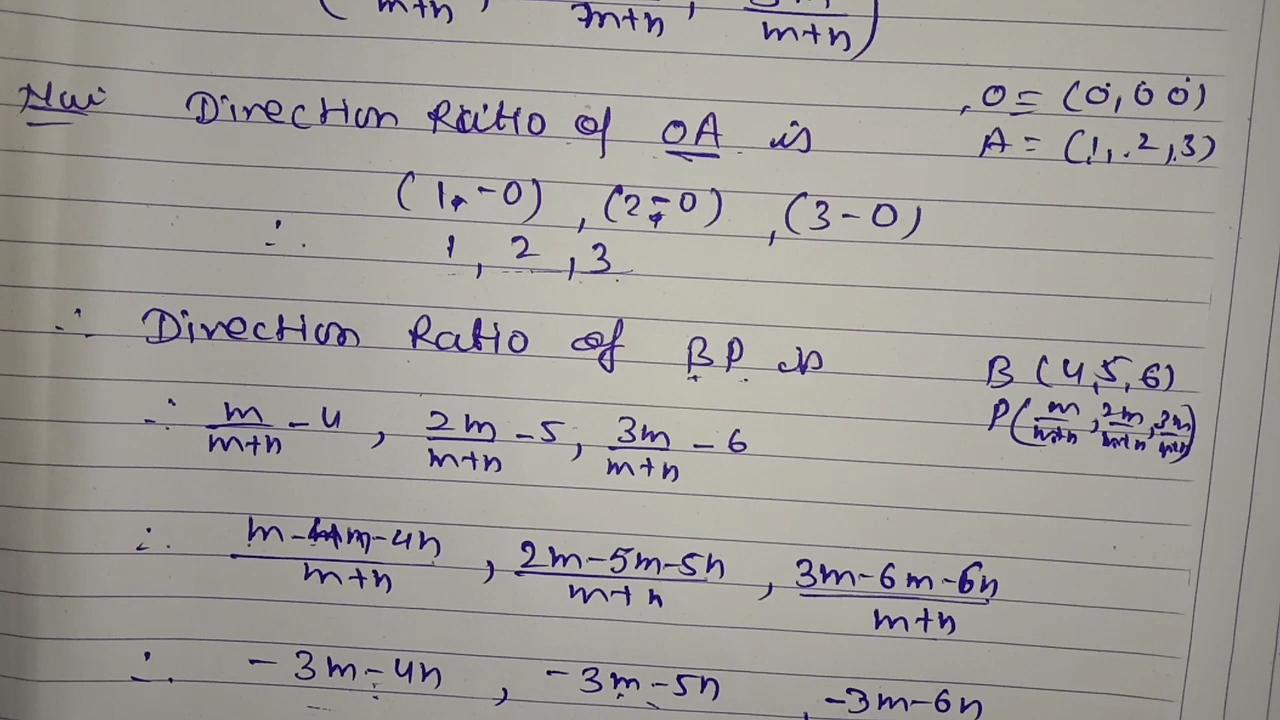 ( /m+n , /m+n , 3m/m+n )
Direction Ratio of OA is , O = (0,0 0)
A = (1, 2, 3)
(1-0), (2-0), (3-0)
∴ 1, 2, 3
∴ Direction Ratio of BP is B (4,5,6)
P(m/m+n, 2m/m+n, 3m/m+n)
∴ m/m+n - 4, 2m/m+n - 5, 3m/m+n - 6
∴ m-4m-4n/m+n, 2m-5m-5n/m+n, 3m-6m-6n/m+n
∴ -3m-4n, -3m-5n, -3m-6n